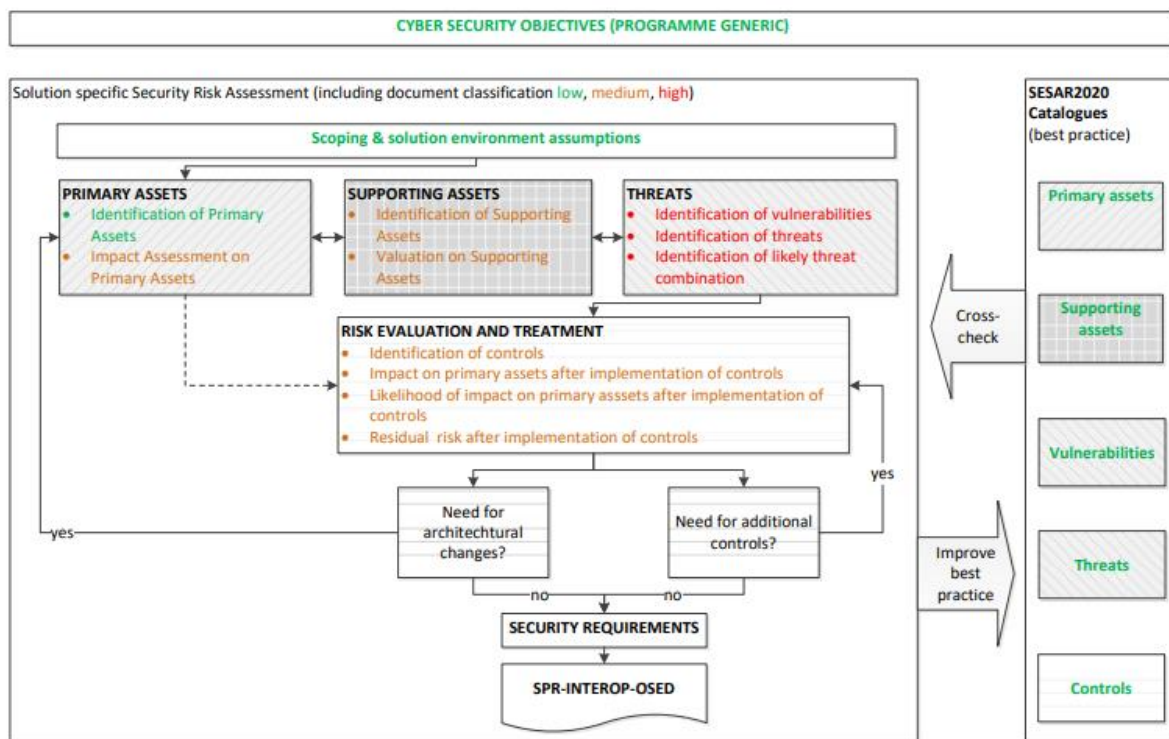 CYBER SECURITY OBJECTIVES (PROGRAMME GENERIC)
Solution specific Security Risk Assessment (including document classification low, medium, high)
Scoping & solution environment assumptions
PRIMARY ASSETS
• Identification of Primary
Assets
• Impact Assessment on
Primary Assets
SUPPORTING ASSETS
• Identification of Supporting
Assets
• Valuation on Supporting
Assets
THREATS
• Identification of vulnerabilities
• Identification of threats
• Identification of likely threat
combination
RISK EVALUATION AND TREATMENT
• Identification of controls
• Impact on primary assets after implementation of controls
• Likelihood of impact on primary asssets after implementation of
controls
• Residual risk after implementation of controls
yes
yes
Need for
architechtural
changes?
Need for additional
controls?
no
no
SECURITY REQUIREMENTS
SPR-INTEROP-OSED
Cross-
check
Improve
best
practice
SESAR2020
Catalogues
(best practice)
Primary assets
Supporting
assets
Vulnerabilities
Threats
Controls